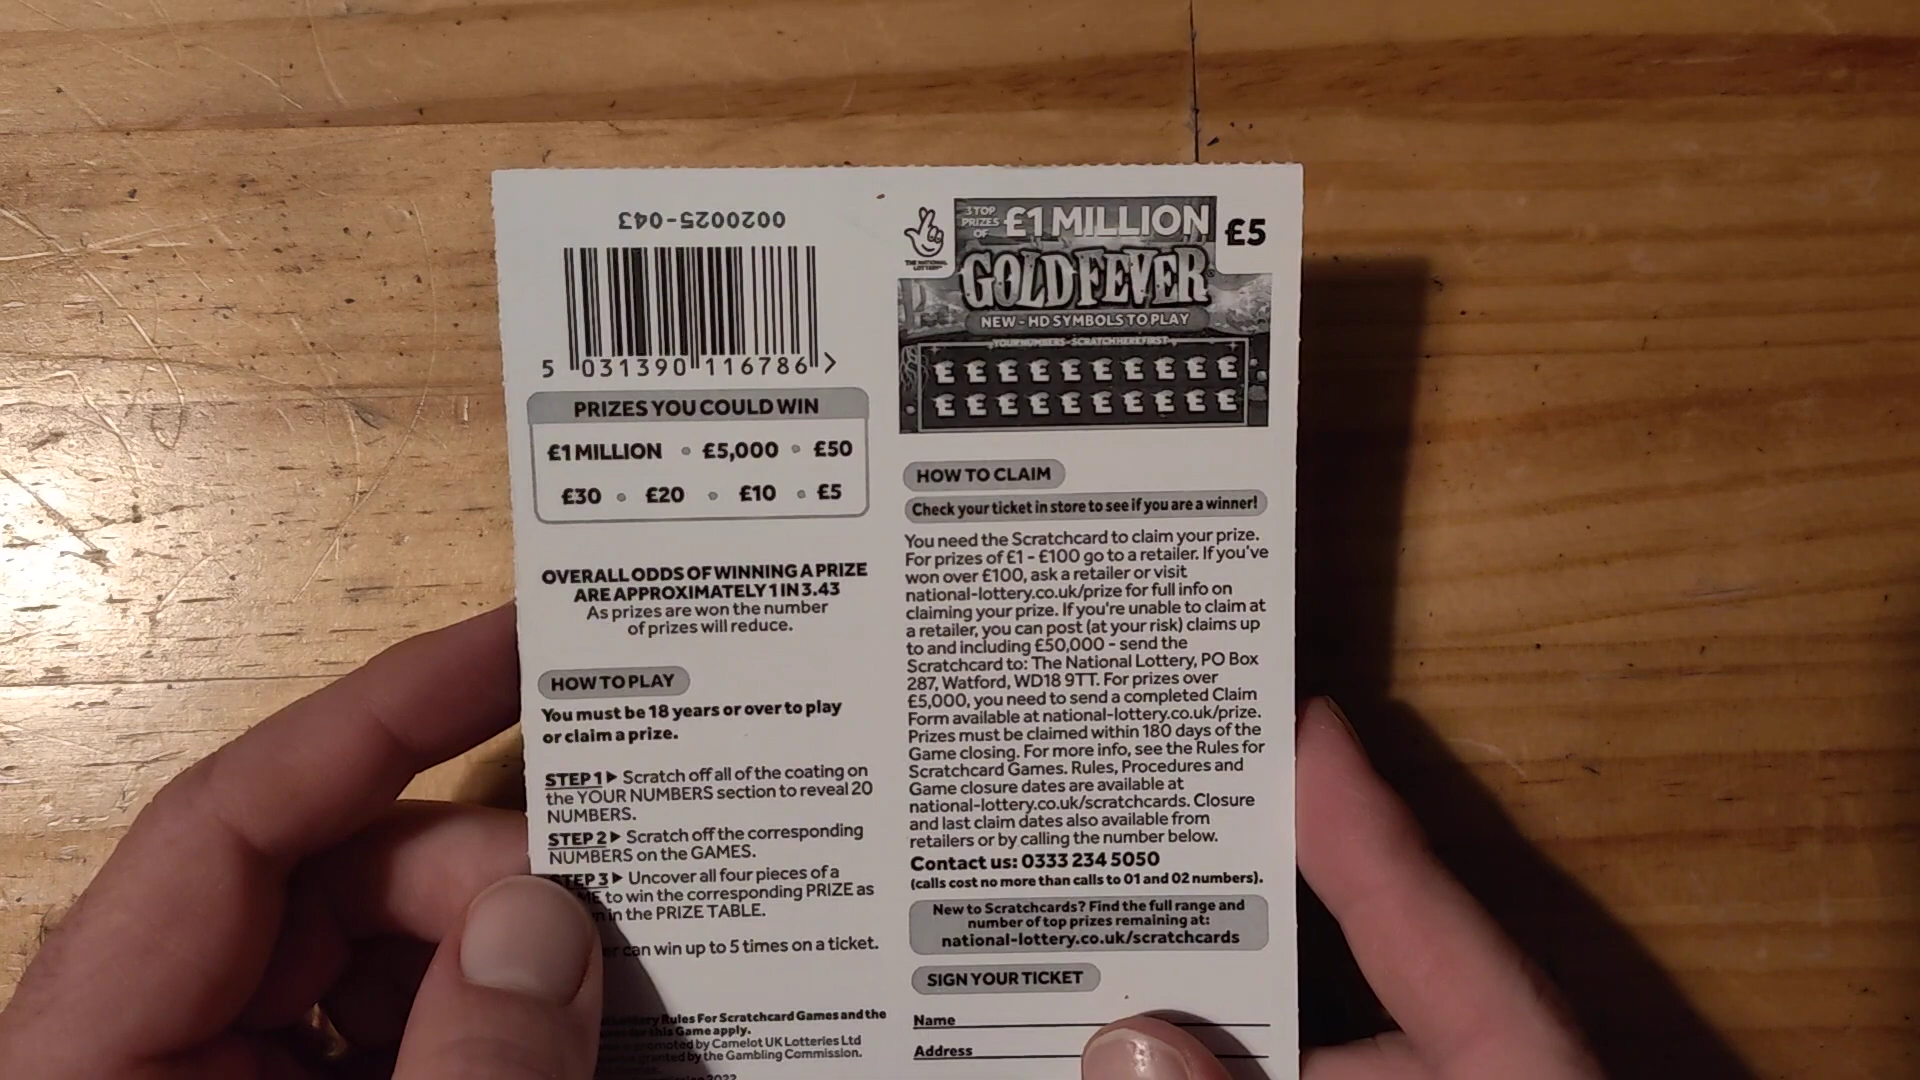 0020025-043
5 031390 116786 >
PRIZES YOU COULD WIN
£1 MILLION • £5,000 • £50
£30 • £20 • £10 • £5
OVERALL ODDS OF WINNING A PRIZE
ARE APPROXIMATELY 1 IN 3.43
As prizes are won the number
of prizes will reduce.
HOW TO PLAY
You must be 18 years or over to play
or claim a prize.
STEP 1 Scratch off all of the coating on
the YOUR NUMBERS section to reveal 20
NUMBERS.
STEP 2 Scratch off the corresponding
NUMBERS on the GAMES.
STEP 3 Uncover all four pieces of a
to win the corresponding PRIZE as
in the PRIZE TABLE.
can win up to 5 times on a ticket.
Rules For Scratchcard Games and the
for this Game apply.
promoted by Camelot UK Lotteries Ltd
granted by the Gambling Commission.
2022
THE NATIONAL
LOTTERY
3 TOP
PRIZES
OF
£1 MILLION
£5
GOLD FEVER
NEW - HD SYMBOLS TO PLAY
YOUR NUMBERS - SCRATCH HERE FIRST
£ £ £ £ £ £ £ £ £ £
£ £ £ £ £ £ £ £ £ £
HOW TO CLAIM
Check your ticket in store to see if you are a winner!
You need the Scratchcard to claim your prize.
For prizes of £1 - £100 go to a retailer. If you've
won over £100, ask a retailer or visit
national-lottery.co.uk/prize for full info on
claiming your prize. If you're unable to claim at
a retailer, you can post (at your risk) claims up
to and including £50,000 - send the
Scratchcard to: The National Lottery, PO Box
287, Watford, WD18 9TT. For prizes over
£5,000, you need to send a completed Claim
Form available at national-lottery.co.uk/prize.
Prizes must be claimed within 180 days of the
Game closing. For more info, see the Rules for
Scratchcard Games. Rules, Procedures and
Game closure dates are available at
national-lottery.co.uk/scratchcards. Closure
and last claim dates also available from
retailers or by calling the number below.
Contact us: 0333 234 5050
(calls cost no more than calls to 01 and 02 numbers).
New to Scratchcards? Find the full range and
number of top prizes remaining at:
national-lottery.co.uk/scratchcards
SIGN YOUR TICKET
Name
Address